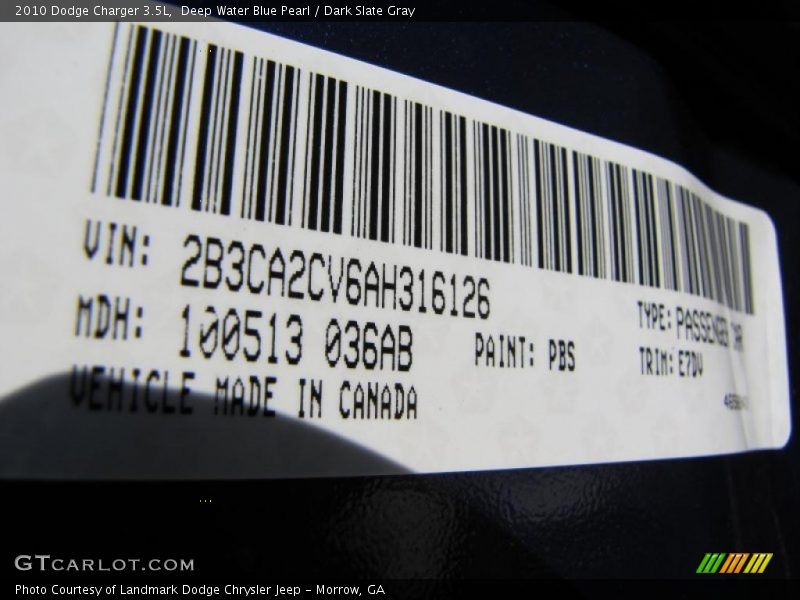 2010 Dodge Charger 3.5L, Deep Water Blue Pearl / Dark Slate Gray
VIN: 2B3CA2CV6AH316126
TYPE: PASSENGER CAR
MDH: 100513 036AB
PAINT: PBS
TRIM: E7DV
VEHICLE MADE IN CANADA
...
GTCARLOT.COM
Photo Courtesy of Landmark Dodge Chrysler Jeep – Morrow, GA